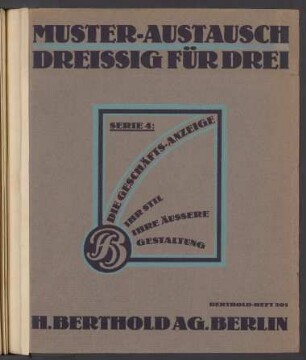 MUSTER-AUSTAUSCH
DREISSIG FÜR DREI
SERIE 4:
DIE GESCHÄFTS-ANZEIGE
IHR STIL
IHRE ÄUSSERE
GESTALTUNG
BERTHOLD-HEFT 201
H. BERTHOLD AG. BERLIN